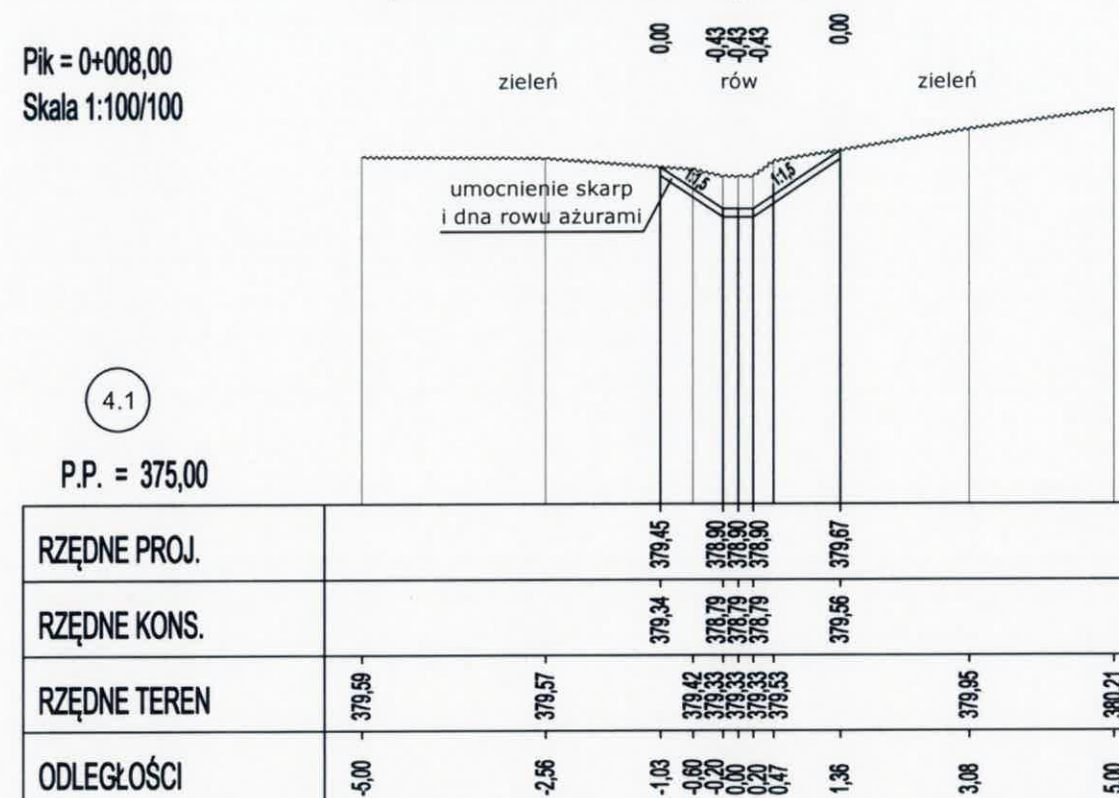 Pik = 0+008,00
Skala 1:100/100
0,00 -0,43 -0,43 -0,43 0,00
zieleń rów zieleń
1:1,5 1:1,5
umocnienie skarp
i dna rowu ażurami
4.1
P.P. = 375,00
RZĘDNE PROJ. 379,45 378,90 378,90 378,90 379,67
RZĘDNE KONS. 379,34 378,79 378,79 378,79 379,56
RZĘDNE TEREN 379,59 379,57 379,42 379,33 379,33 379,33 379,53 379,95 380,21
ODLEGŁOŚCI -5,00 -2,56 -1,03 -0,60 -0,20 0,00 0,20 0,47 1,36 3,08 5,00